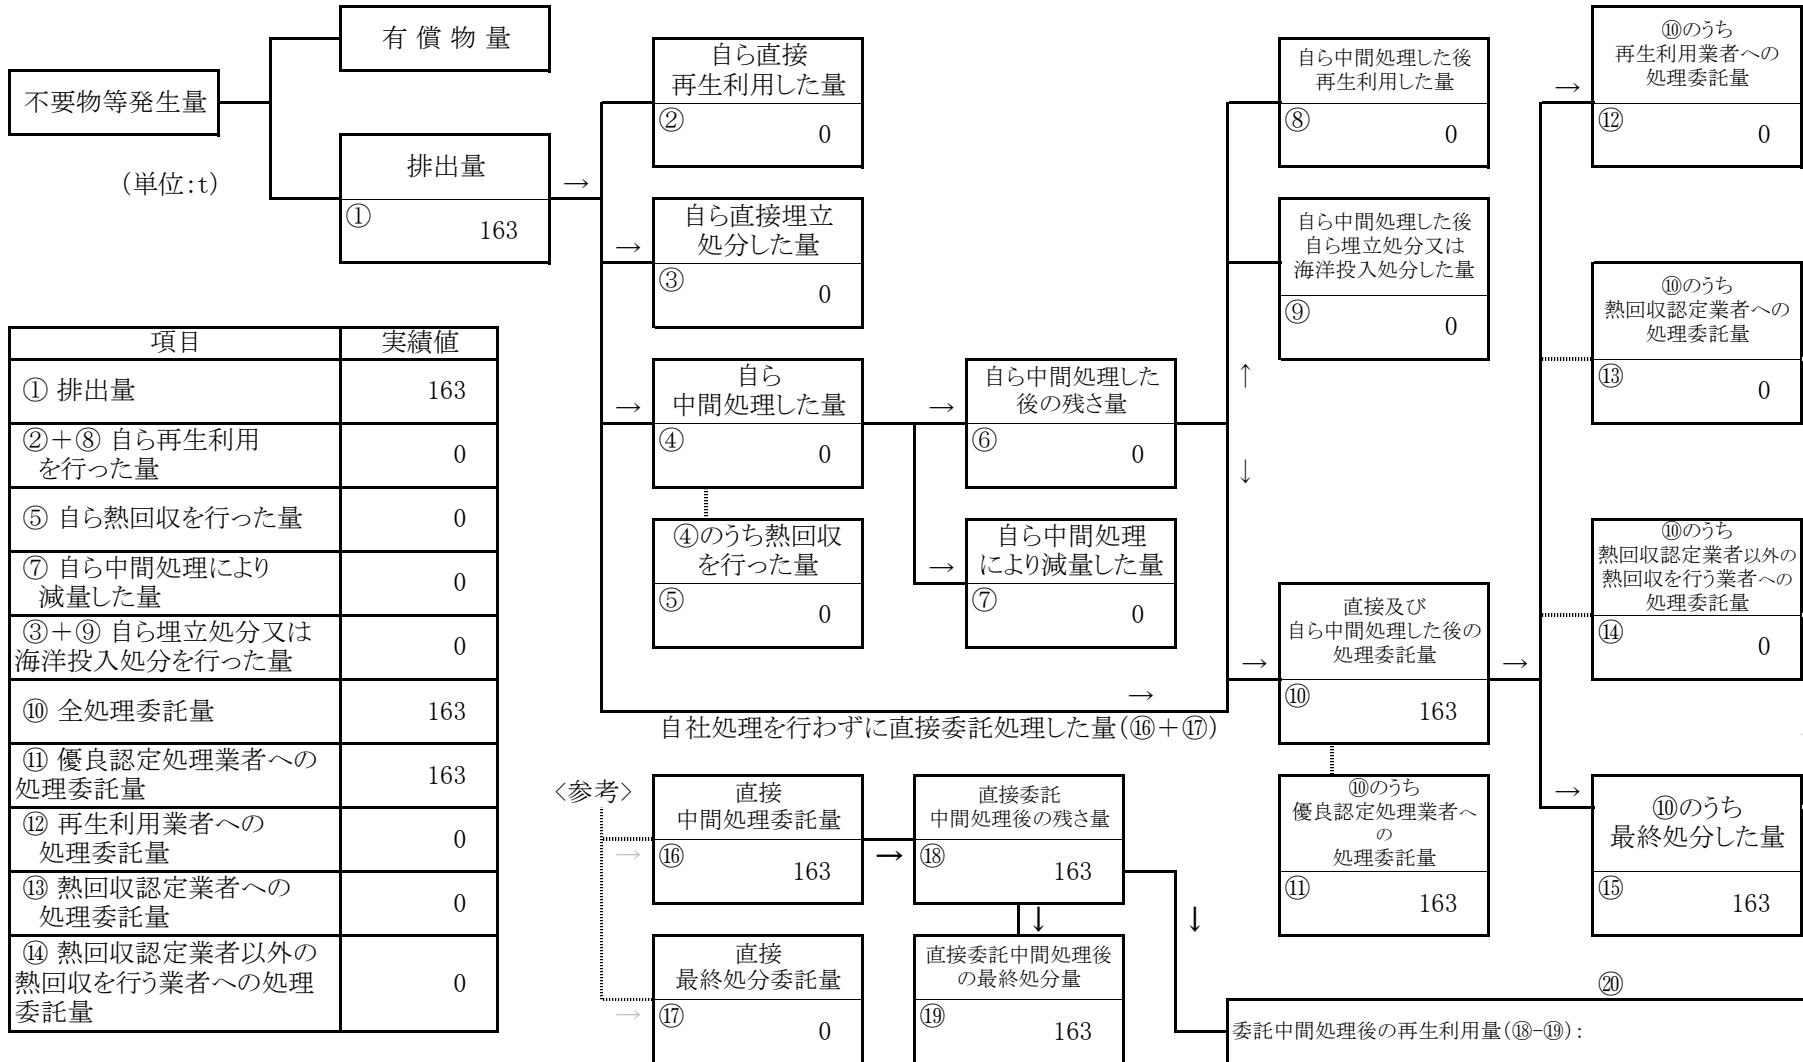 不要物等発生量
(単位:t)
有 償 物 量
排出量
①
163
→
自ら直接
再生利用した量
②
0
→
自ら直接埋立
処分した量
③
0
→
自ら
中間処理した量
④
0
④のうち熱回収
を行った量
⑤
0
→
自ら中間処理した
後の残さ量
⑥
0
→
自ら中間処理
により減量した量
⑦
0
自ら中間処理した後
再生利用した量
⑧
0
自ら中間処理した後
自ら埋立処分又は
海洋投入処分した量
⑨
0
↑
↓
→
自社処理を行わずに直接委託処理した量(⑯+⑰)
→
直接及び
自ら中間処理した後の
処理委託量
⑩
163
⑩のうち
優良認定処理業者へ
の
処理委託量
⑪
163
→
→
⑩のうち
再生利用業者への
処理委託量
⑫
0
⑩のうち
熱回収認定業者への
処理委託量
⑬
0
⑩のうち
熱回収認定業者以外の
熱回収を行う業者への
処理委託量
⑭
0
→
⑩のうち
最終処分した量
⑮
163
項目 実績値
① 排出量 163
②+⑧ 自ら再生利用
を行った量 0
⑤ 自ら熱回収を行った量 0
⑦ 自ら中間処理により
減量した量 0
③+⑨ 自ら埋立処分又は
海洋投入処分を行った量 0
⑩ 全処理委託量 163
⑪ 優良認定処理業者への
処理委託量 163
⑫ 再生利用業者への
処理委託量 0
⑬ 熱回収認定業者への
処理委託量 0
⑭ 熱回収認定業者以外の
熱回収を行う業者への処理
委託量 0
<参考>
→
直接
中間処理委託量
⑯
163
→
直接委託
中間処理後の残さ量
⑱
163
↓
↓
→
直接
最終処分委託量
⑰
0
直接委託中間処理後
の最終処分量
⑲
163
⑳
委託中間処理後の再生利用量(⑱-⑲):